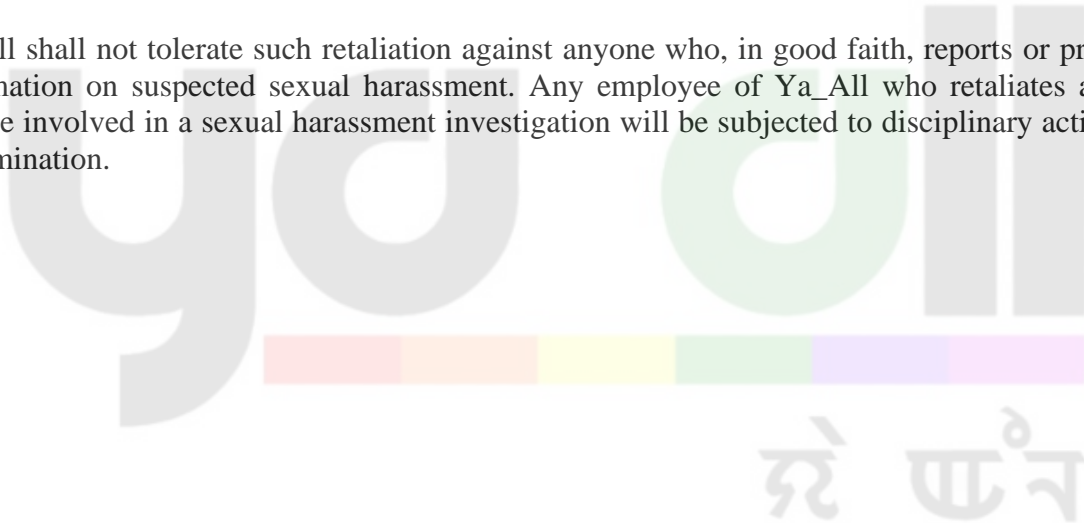 ll shall not tolerate such retaliation against anyone who, in good faith, reports or pr
nation on suspected sexual harassment. Any employee of Ya_All who retaliates a
e involved in a sexual harassment investigation will be subjected to disciplinary acti
mination.
ya all